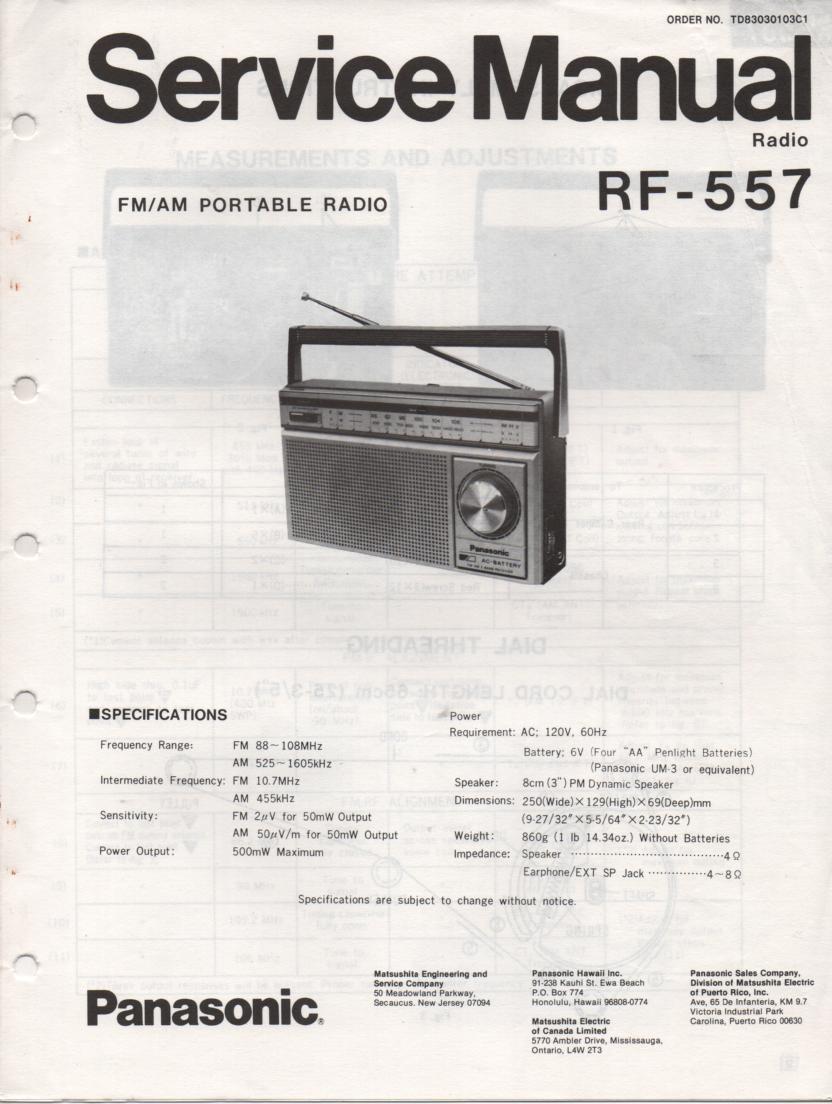 ORDER NO. TD83030103C1
Service Manual
Radio
RF-557
FM/AM PORTABLE RADIO
Panasonic
AC-BATTERY
■SPECIFICATIONS
Frequency Range: FM 88~108MHz
AM 525~1605kHz
Intermediate Frequency: FM 10.7MHz
AM 455kHz
Sensitivity: FM 2μV for 50mW Output
AM 50μV/m for 50mW Output
Power Output: 500mW Maximum
Power
Requirement: AC; 120V, 60Hz
Battery; 6V (Four "AA" Penlight Batteries)
(Panasonic UM-3 or equivalent)
Speaker: 8cm (3") PM Dynamic Speaker
Dimensions: 250(Wide)×129(High)×69(Deep)mm
(9-27/32"×5-5/64"×2-23/32")
Weight: 860g (1 lb 14.34oz.) Without Batteries
Impedance: Speaker ······································4Ω
Earphone/EXT SP Jack ··············4~8Ω
Specifications are subject to change without notice.
Panasonic®
Matsushita Engineering and
Service Company
50 Meadowland Parkway,
Secaucus. New Jersey 07094
Panasonic Hawaii Inc.
91-238 Kauhi St. Ewa Beach
P.O. Box 774
Honolulu, Hawaii 96808-0774
Matsushita Electric
of Canada Limited
5770 Ambler Drive, Mississauga,
Ontario, L4W 2T3
Panasonic Sales Company,
Division of Matsushita Electric
of Puerto Rico, Inc.
Ave, 65 De Infanteria, KM 9.7
Victoria Industrial Park
Carolina, Puerto Rico 00630